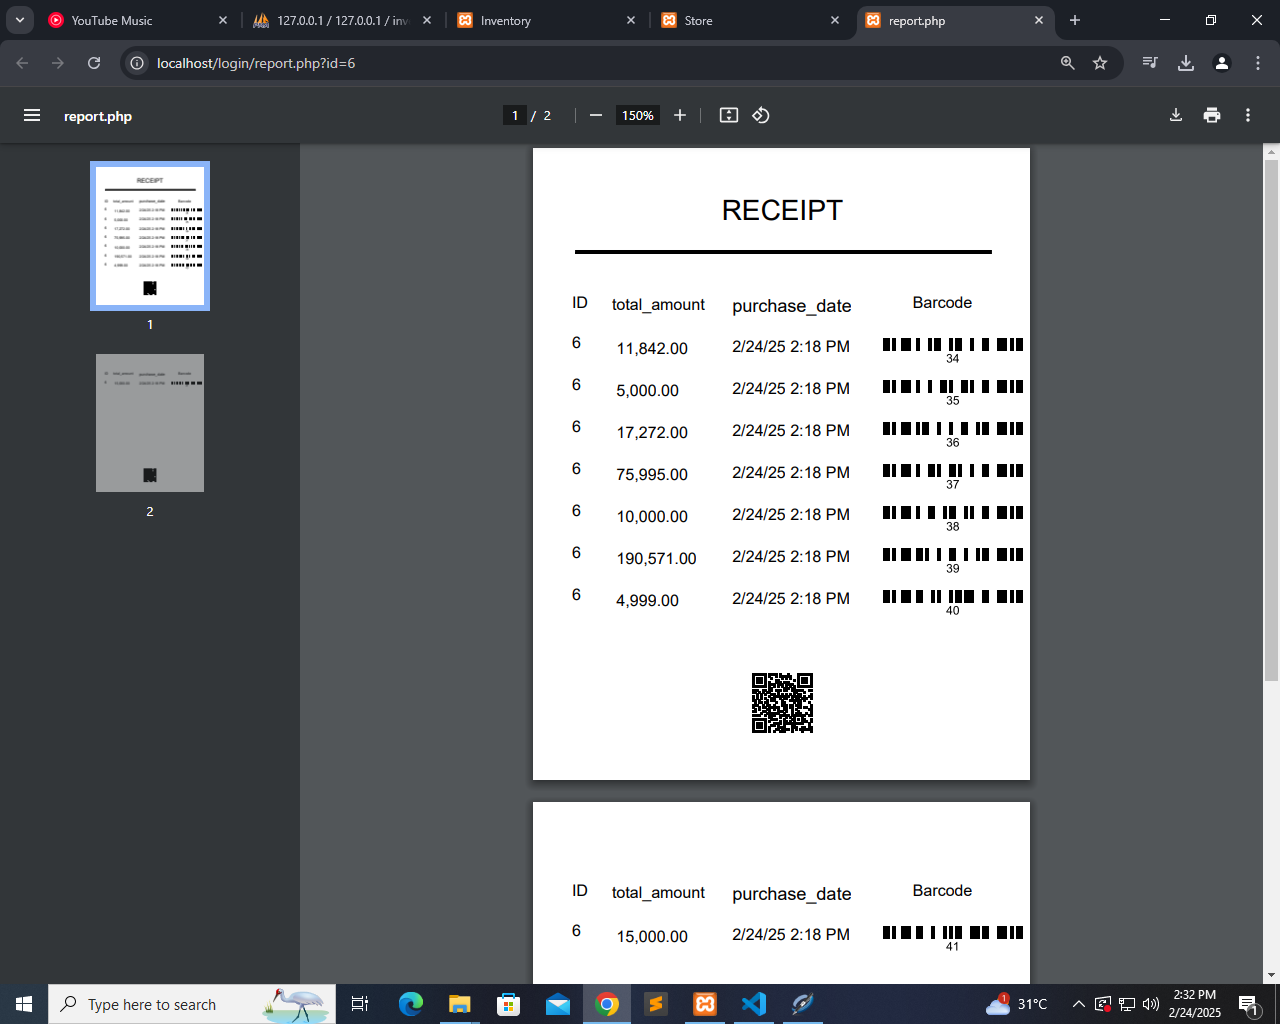 YouTube Music
127.0.0.1 / 127.0.0.1 / inv
Inventory
Store
report.php
localhost/login/report.php?id=6
report.php
1 / 2
150%
1
2
RECEIPT
ID total_amount purchase_date Barcode
6 11,842.00 2/24/25 2:18 PM
34
6 5,000.00 2/24/25 2:18 PM
35
6 17,272.00 2/24/25 2:18 PM
36
6 75,995.00 2/24/25 2:18 PM
37
6 10,000.00 2/24/25 2:18 PM
38
6 190,571.00 2/24/25 2:18 PM
39
6 4,999.00 2/24/25 2:18 PM
40
ID total_amount purchase_date Barcode
6 15,000.00 2/24/25 2:18 PM
41
Type here to search
1
31°C
2:32 PM
2/24/2025
1